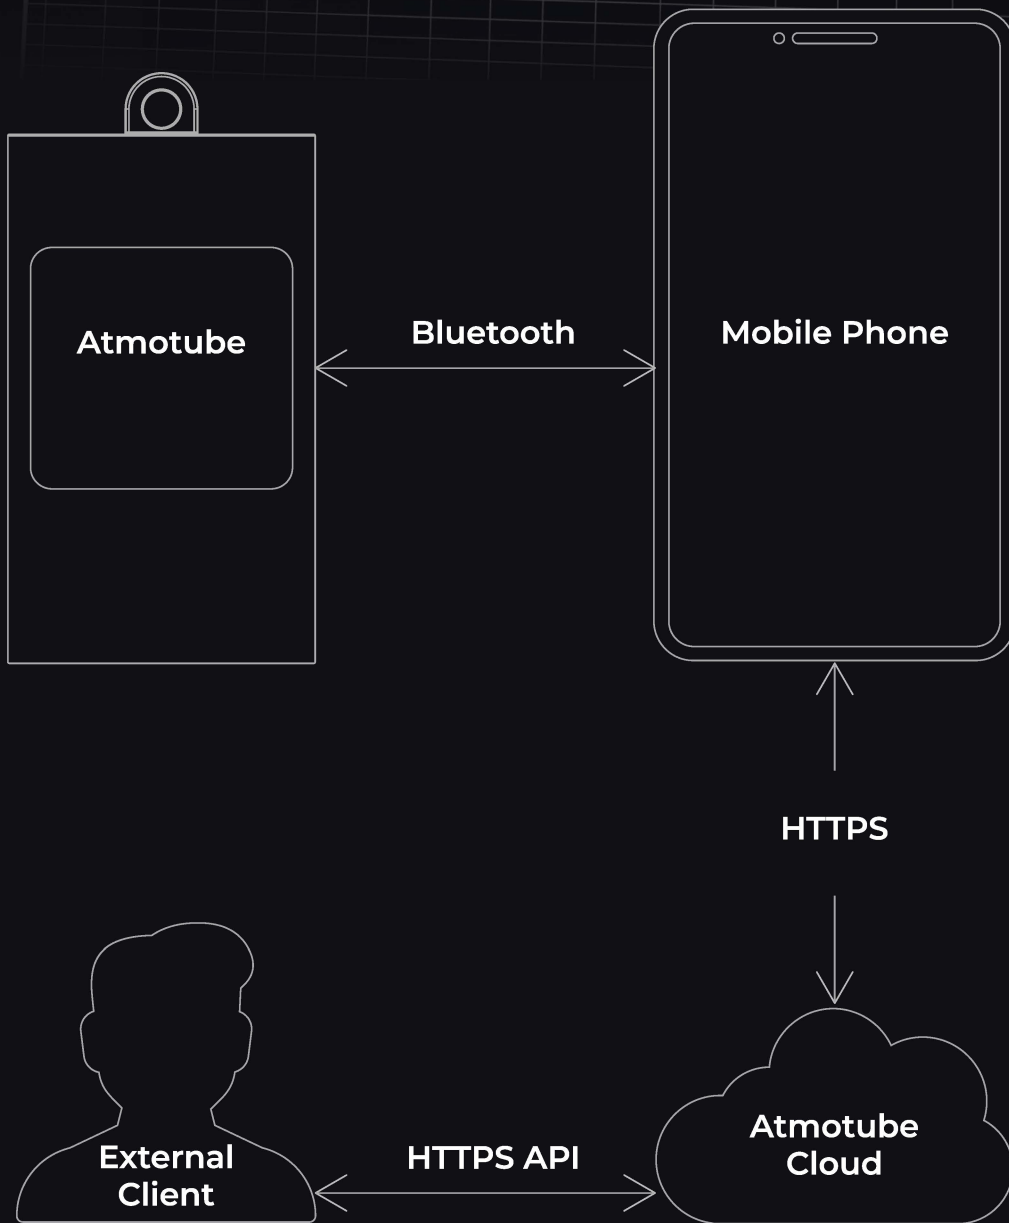 Atmotube
Bluetooth
Mobile Phone
HTTPS
External
Client
HTTPS API
Atmotube
Cloud